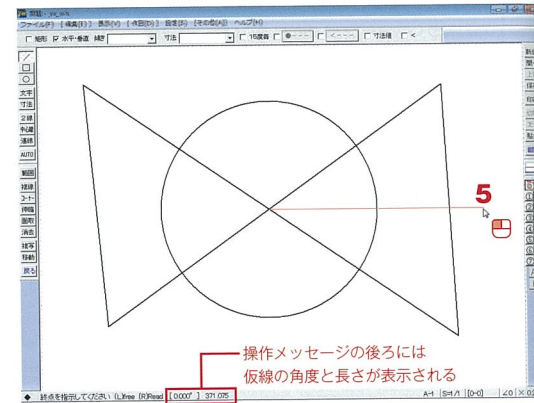 ファイル(F) [編集(E)] 表示(V) [作図(D)] 設定(S) [その他(A)] ヘルプ(H)
矩形 水平・垂直 傾き 寸法 15度毎 ●--- <--- 寸法値 <
文字
寸法
２線
中心線
連線
AUTO
範囲
複線
コーナー
伸縮
面取
消去
複写
移動
戻る
5
操作メッセージの後ろには
仮線の角度と長さが表示される
終点を指示してください (L)free (R)Read [0.000°] 371.075
A-1 S=1/1 [0-0] ∠0 × 0.